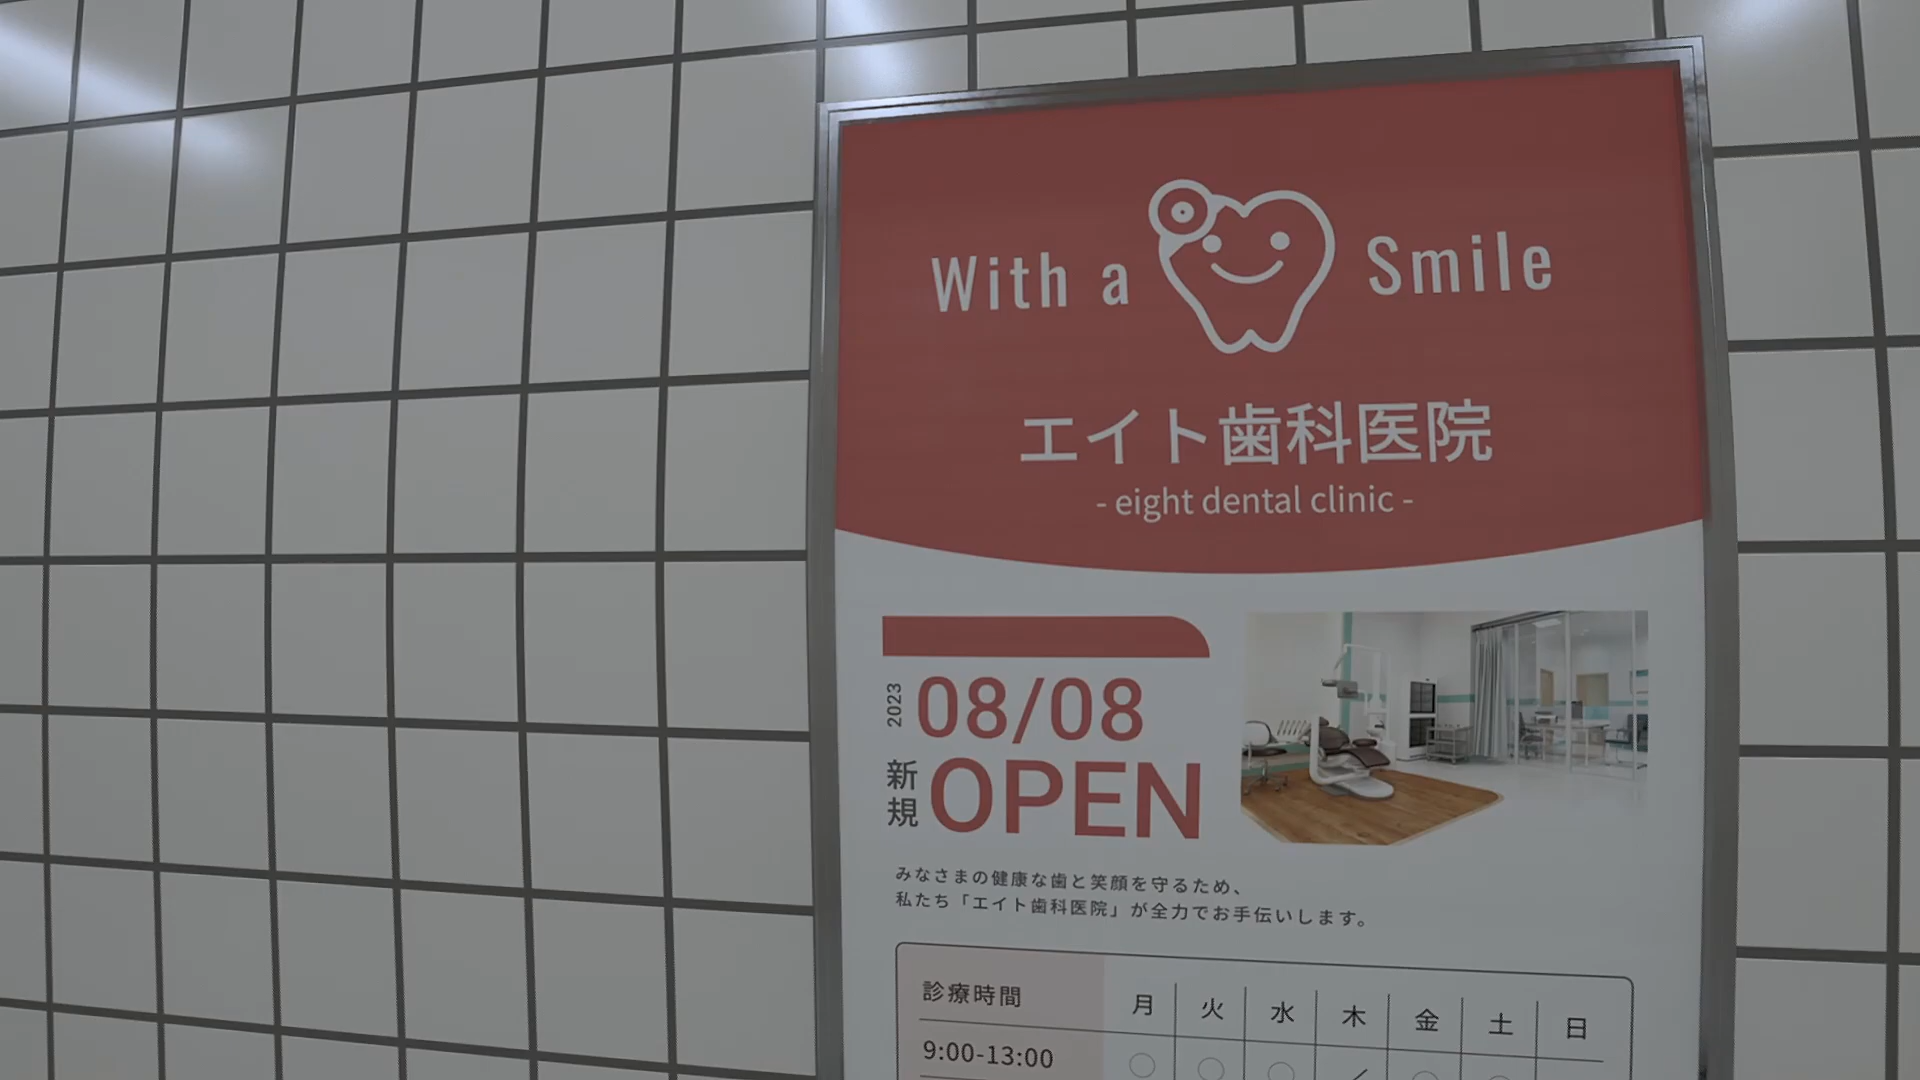 With a Smile
エイト歯科医院
- eight dental clinic -
2023 08/08
新規 OPEN
みなさまの健康な歯と笑顔を守るため、
私たち「エイト歯科医院」が全力でお手伝いします。
診療時間 月 火 水 木 金 土 日
9:00-13:00 ○ ○ ○ ／ ○ ○